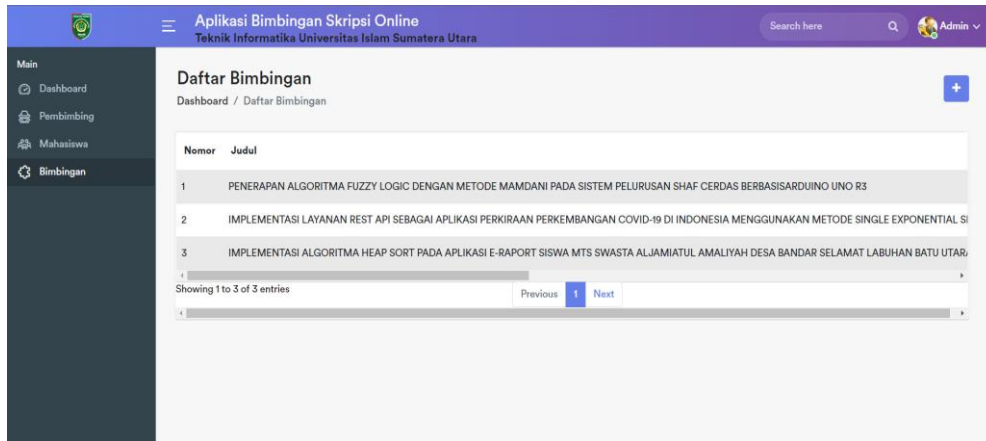 Aplikasi Bimbingan Skripsi Online
Teknik Informatika Universitas Islam Sumatera Utara
Search here
Admin
Main
Dashboard
Pembimbing
Mahasiswa
Bimbingan
Daftar Bimbingan
Dashboard / Daftar Bimbingan
+
Nomor Judul
1 PENERAPAN ALGORITMA FUZZY LOGIC DENGAN METODE MAMDANI PADA SISTEM PELURUSAN SHAF CERDAS BERBASISARDUINO UNO R3
2 IMPLEMENTASI LAYANAN REST API SEBAGAI APLIKASI PERKIRAAN PERKEMBANGAN COVID-19 DI INDONESIA MENGGUNAKAN METODE SINGLE EXPONENTIAL
3 IMPLEMENTASI ALGORITMA HEAP SORT PADA APLIKASI E-RAPORT SISWA MTS SWASTA ALJAMIATUL AMALIYAH DESA BANDAR SELAMAT LABUHAN BATU
Showing 1 to 3 of 3 entries
Previous 1 Next